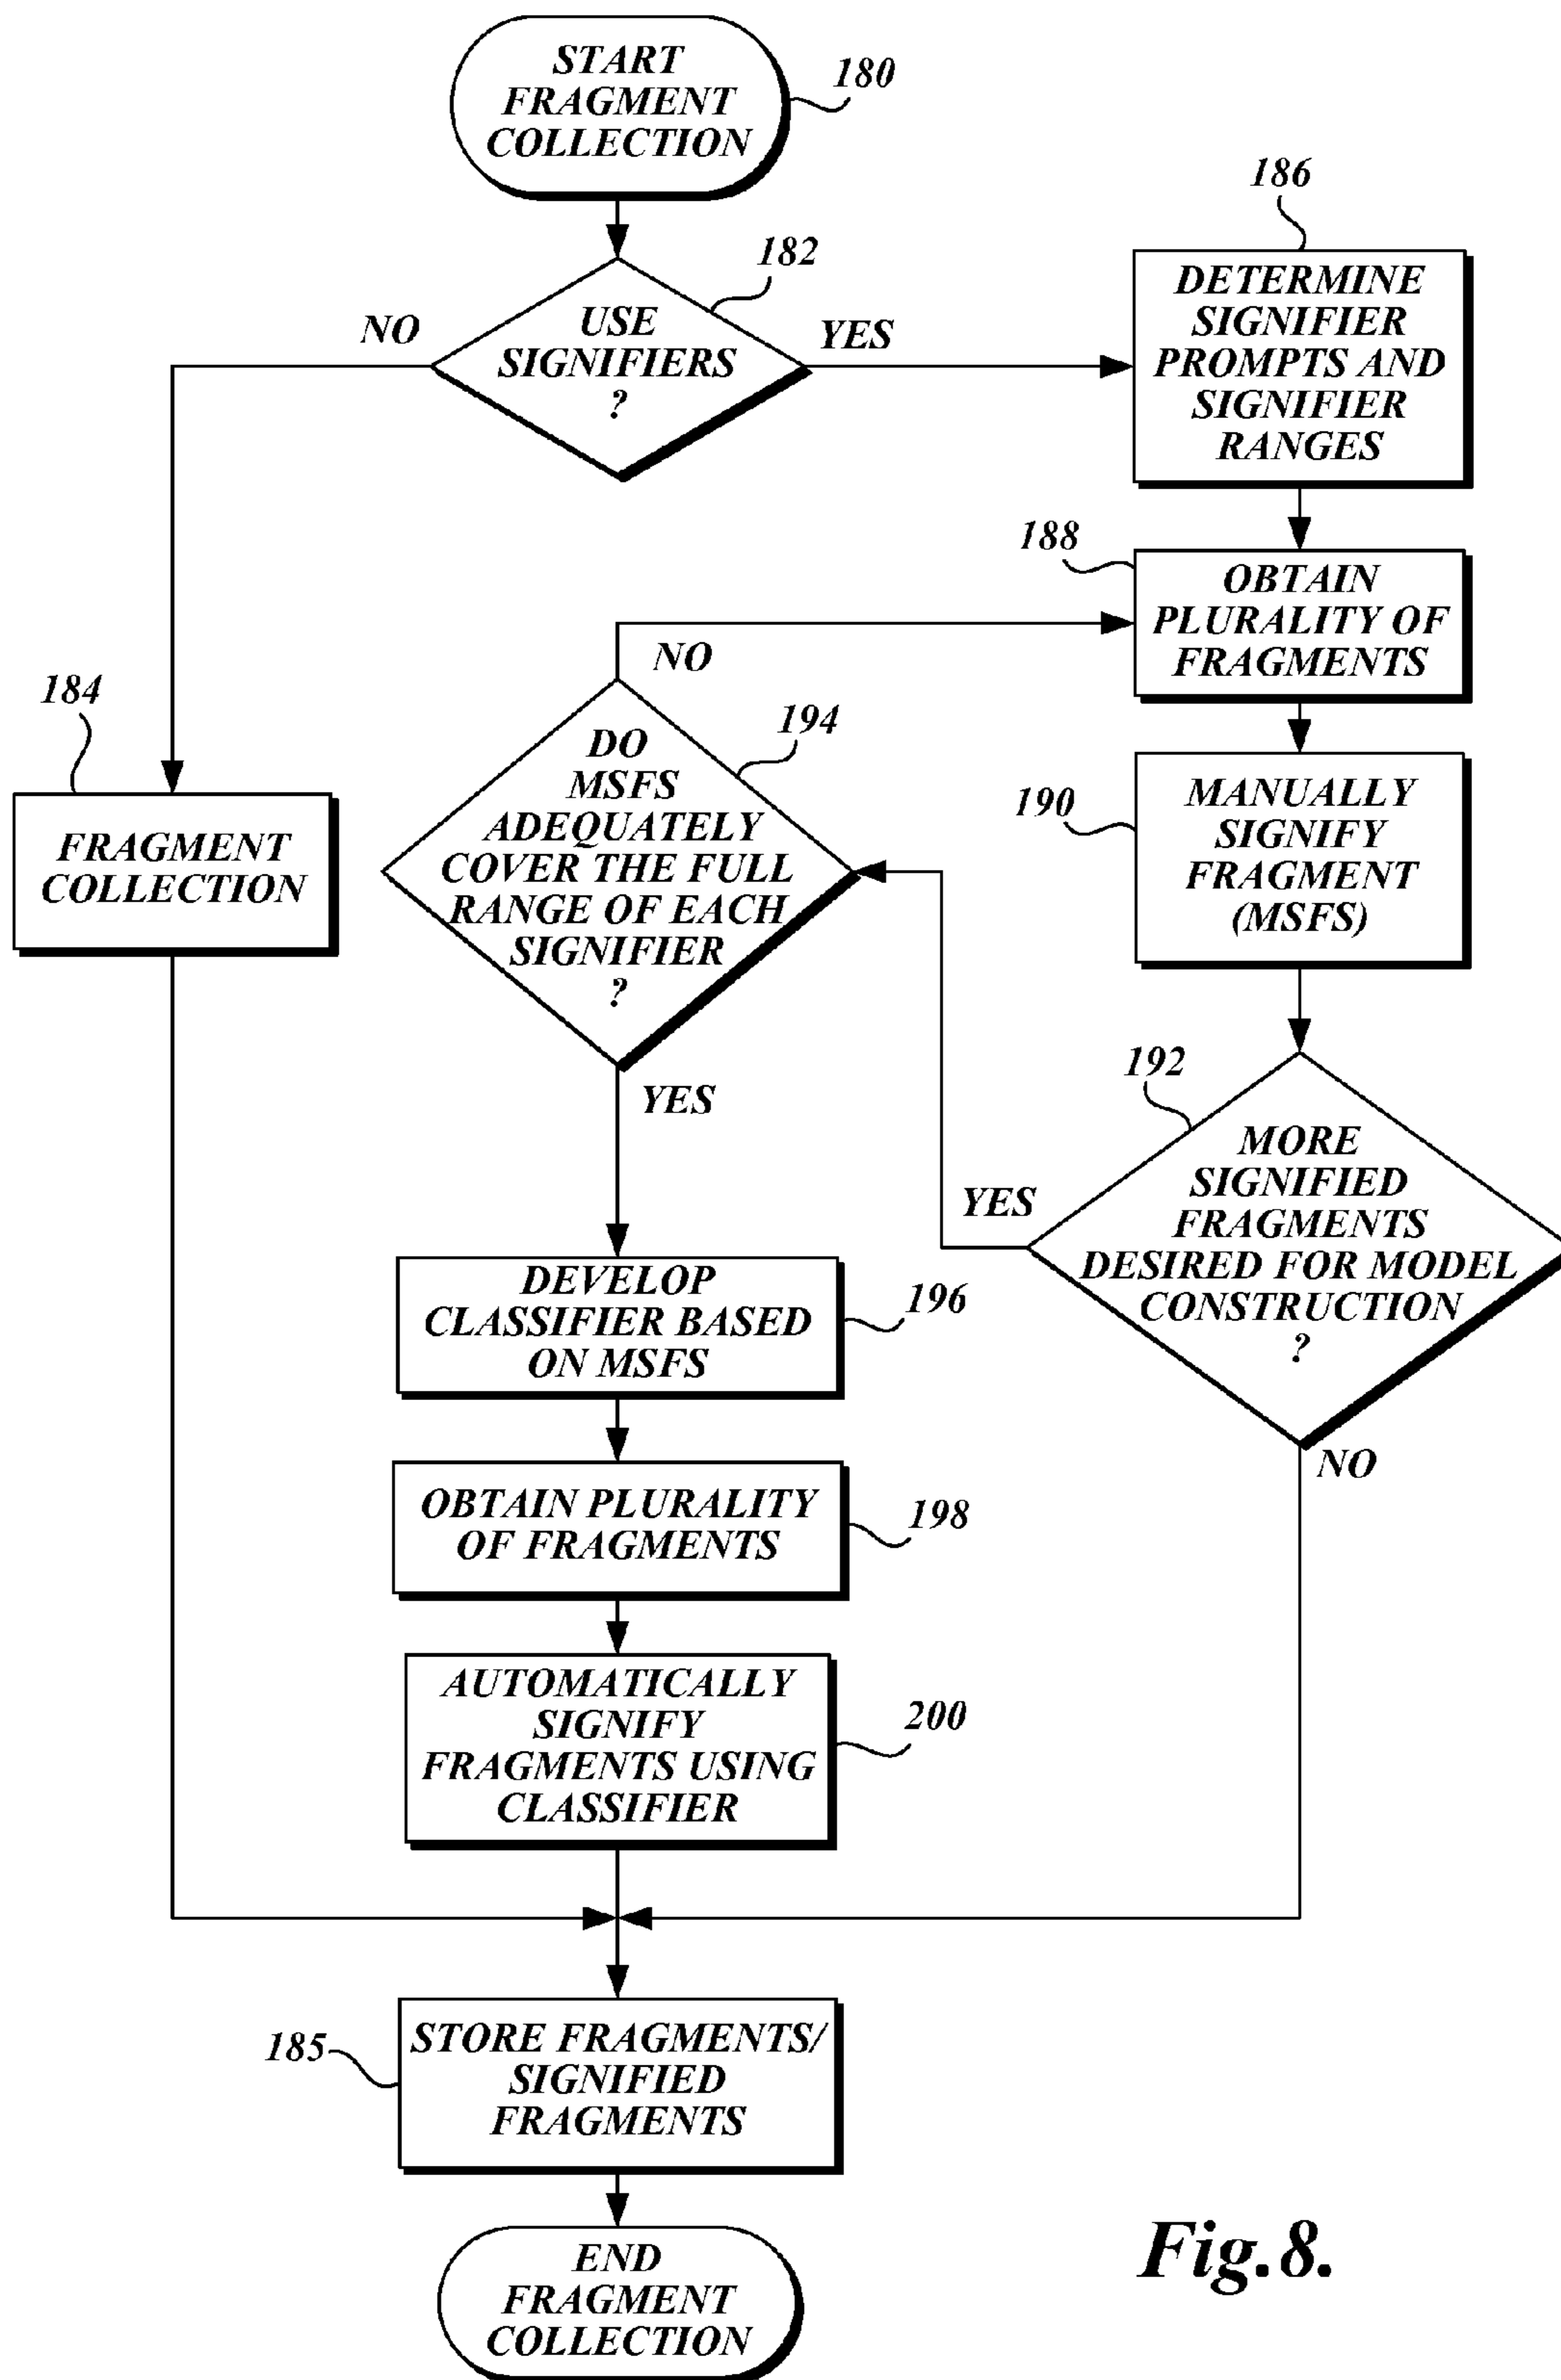 START
FRAGMENT
COLLECTION
180
182
USE
SIGNIFIERS
?
NO
YES
186
DETERMINE
SIGNIFIER
PROMPTS AND
SIGNIFIER
RANGES
188
OBTAIN
PLURALITY OF
FRAGMENTS
184
FRAGMENT
COLLECTION
NO
194
DO
MSFS
ADEQUATELY
COVER THE FULL
RANGE OF EACH
SIGNIFIER
?
YES
190
MANUALLY
SIGNIFY
FRAGMENT
(MSFS)
192
MORE
SIGNIFIED
FRAGMENTS
DESIRED FOR MODEL
CONSTRUCTION
?
YES
NO
DEVELOP
CLASSIFIER BASED
ON MSFS
196
OBTAIN PLURALITY
OF FRAGMENTS
198
AUTOMATICALLY
SIGNIFY
FRAGMENTS USING
CLASSIFIER
200
185
STORE FRAGMENTS/
SIGNIFIED
FRAGMENTS
END
FRAGMENT
COLLECTION
Fig.8.